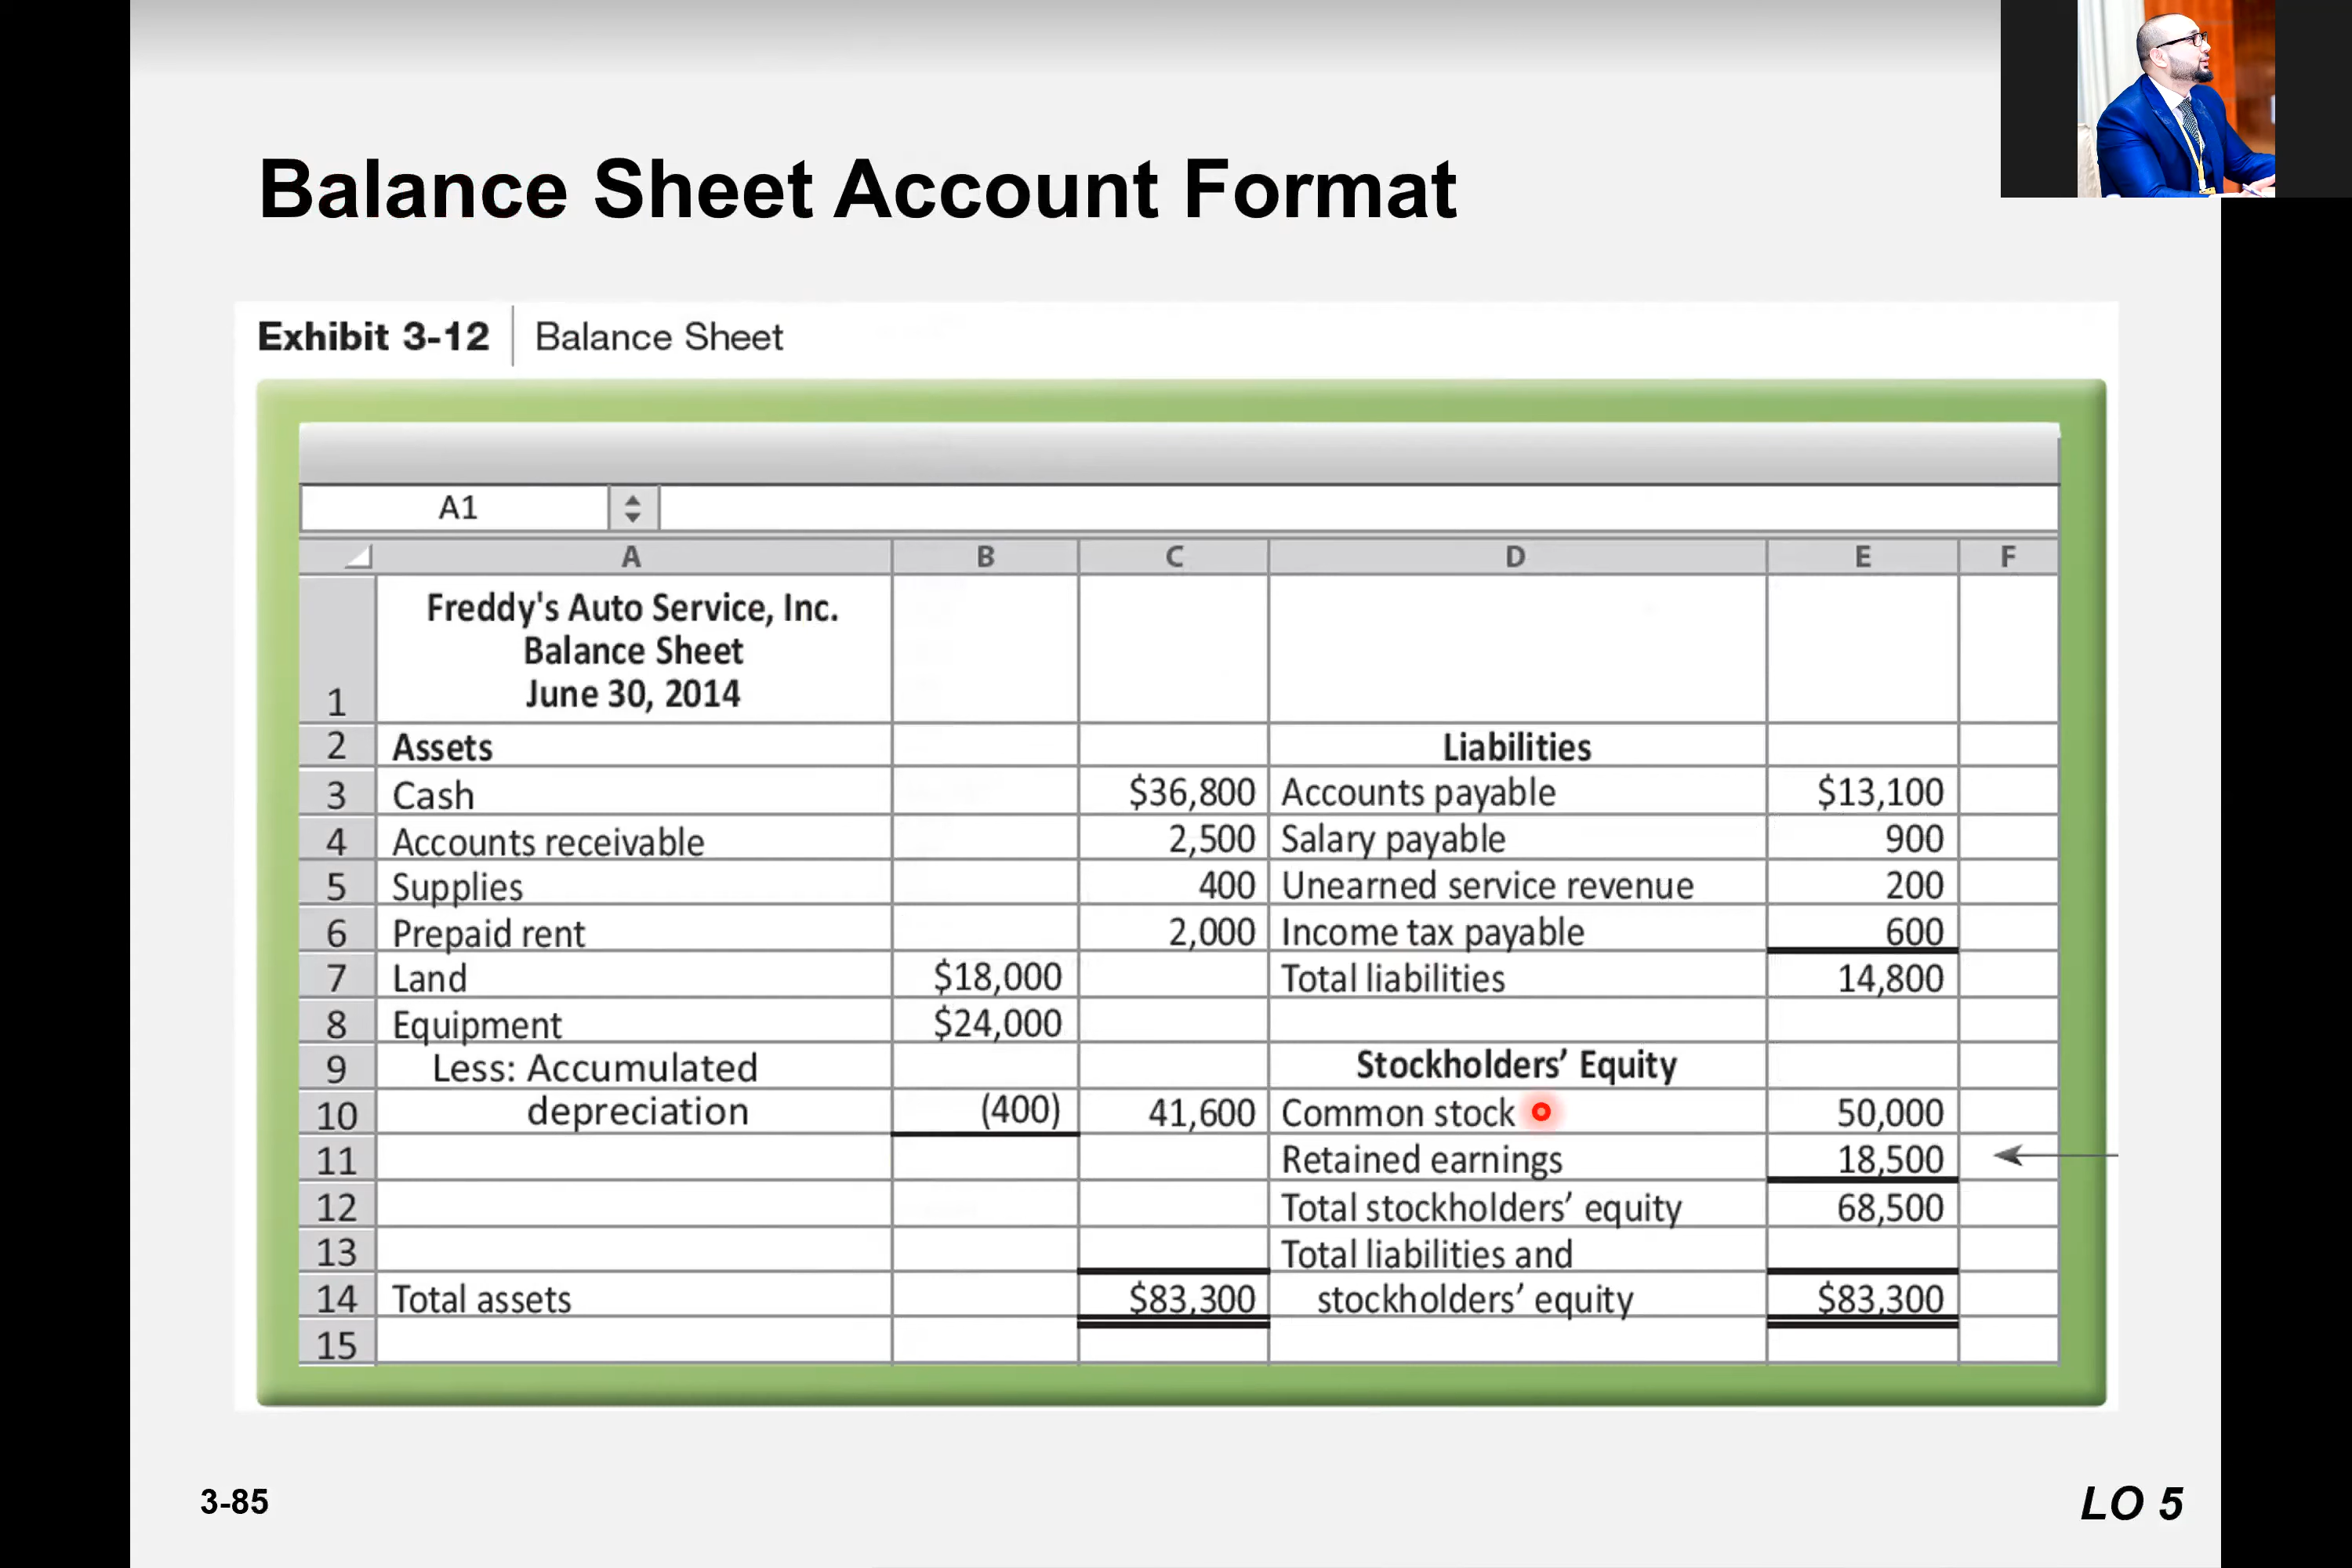 Balance Sheet Account Format
Exhibit 3-12 Balance Sheet
A1
A B C D E F
Freddy's Auto Service, Inc.
Balance Sheet
June 30, 2014
1
2 Assets Liabilities
3 Cash $36,800 Accounts payable $13,100
4 Accounts receivable 2,500 Salary payable 900
5 Supplies 400 Unearned service revenue 200
6 Prepaid rent 2,000 Income tax payable 600
7 Land $18,000 Total liabilities 14,800
8 Equipment $24,000
9 Less: Accumulated Stockholders’ Equity
10 depreciation (400) 41,600 Common stock 50,000
11 Retained earnings 18,500
12 Total stockholders’ equity 68,500
13 Total liabilities and
14 Total assets $83,300 stockholders’ equity $83,300
15
3-85 LO 5